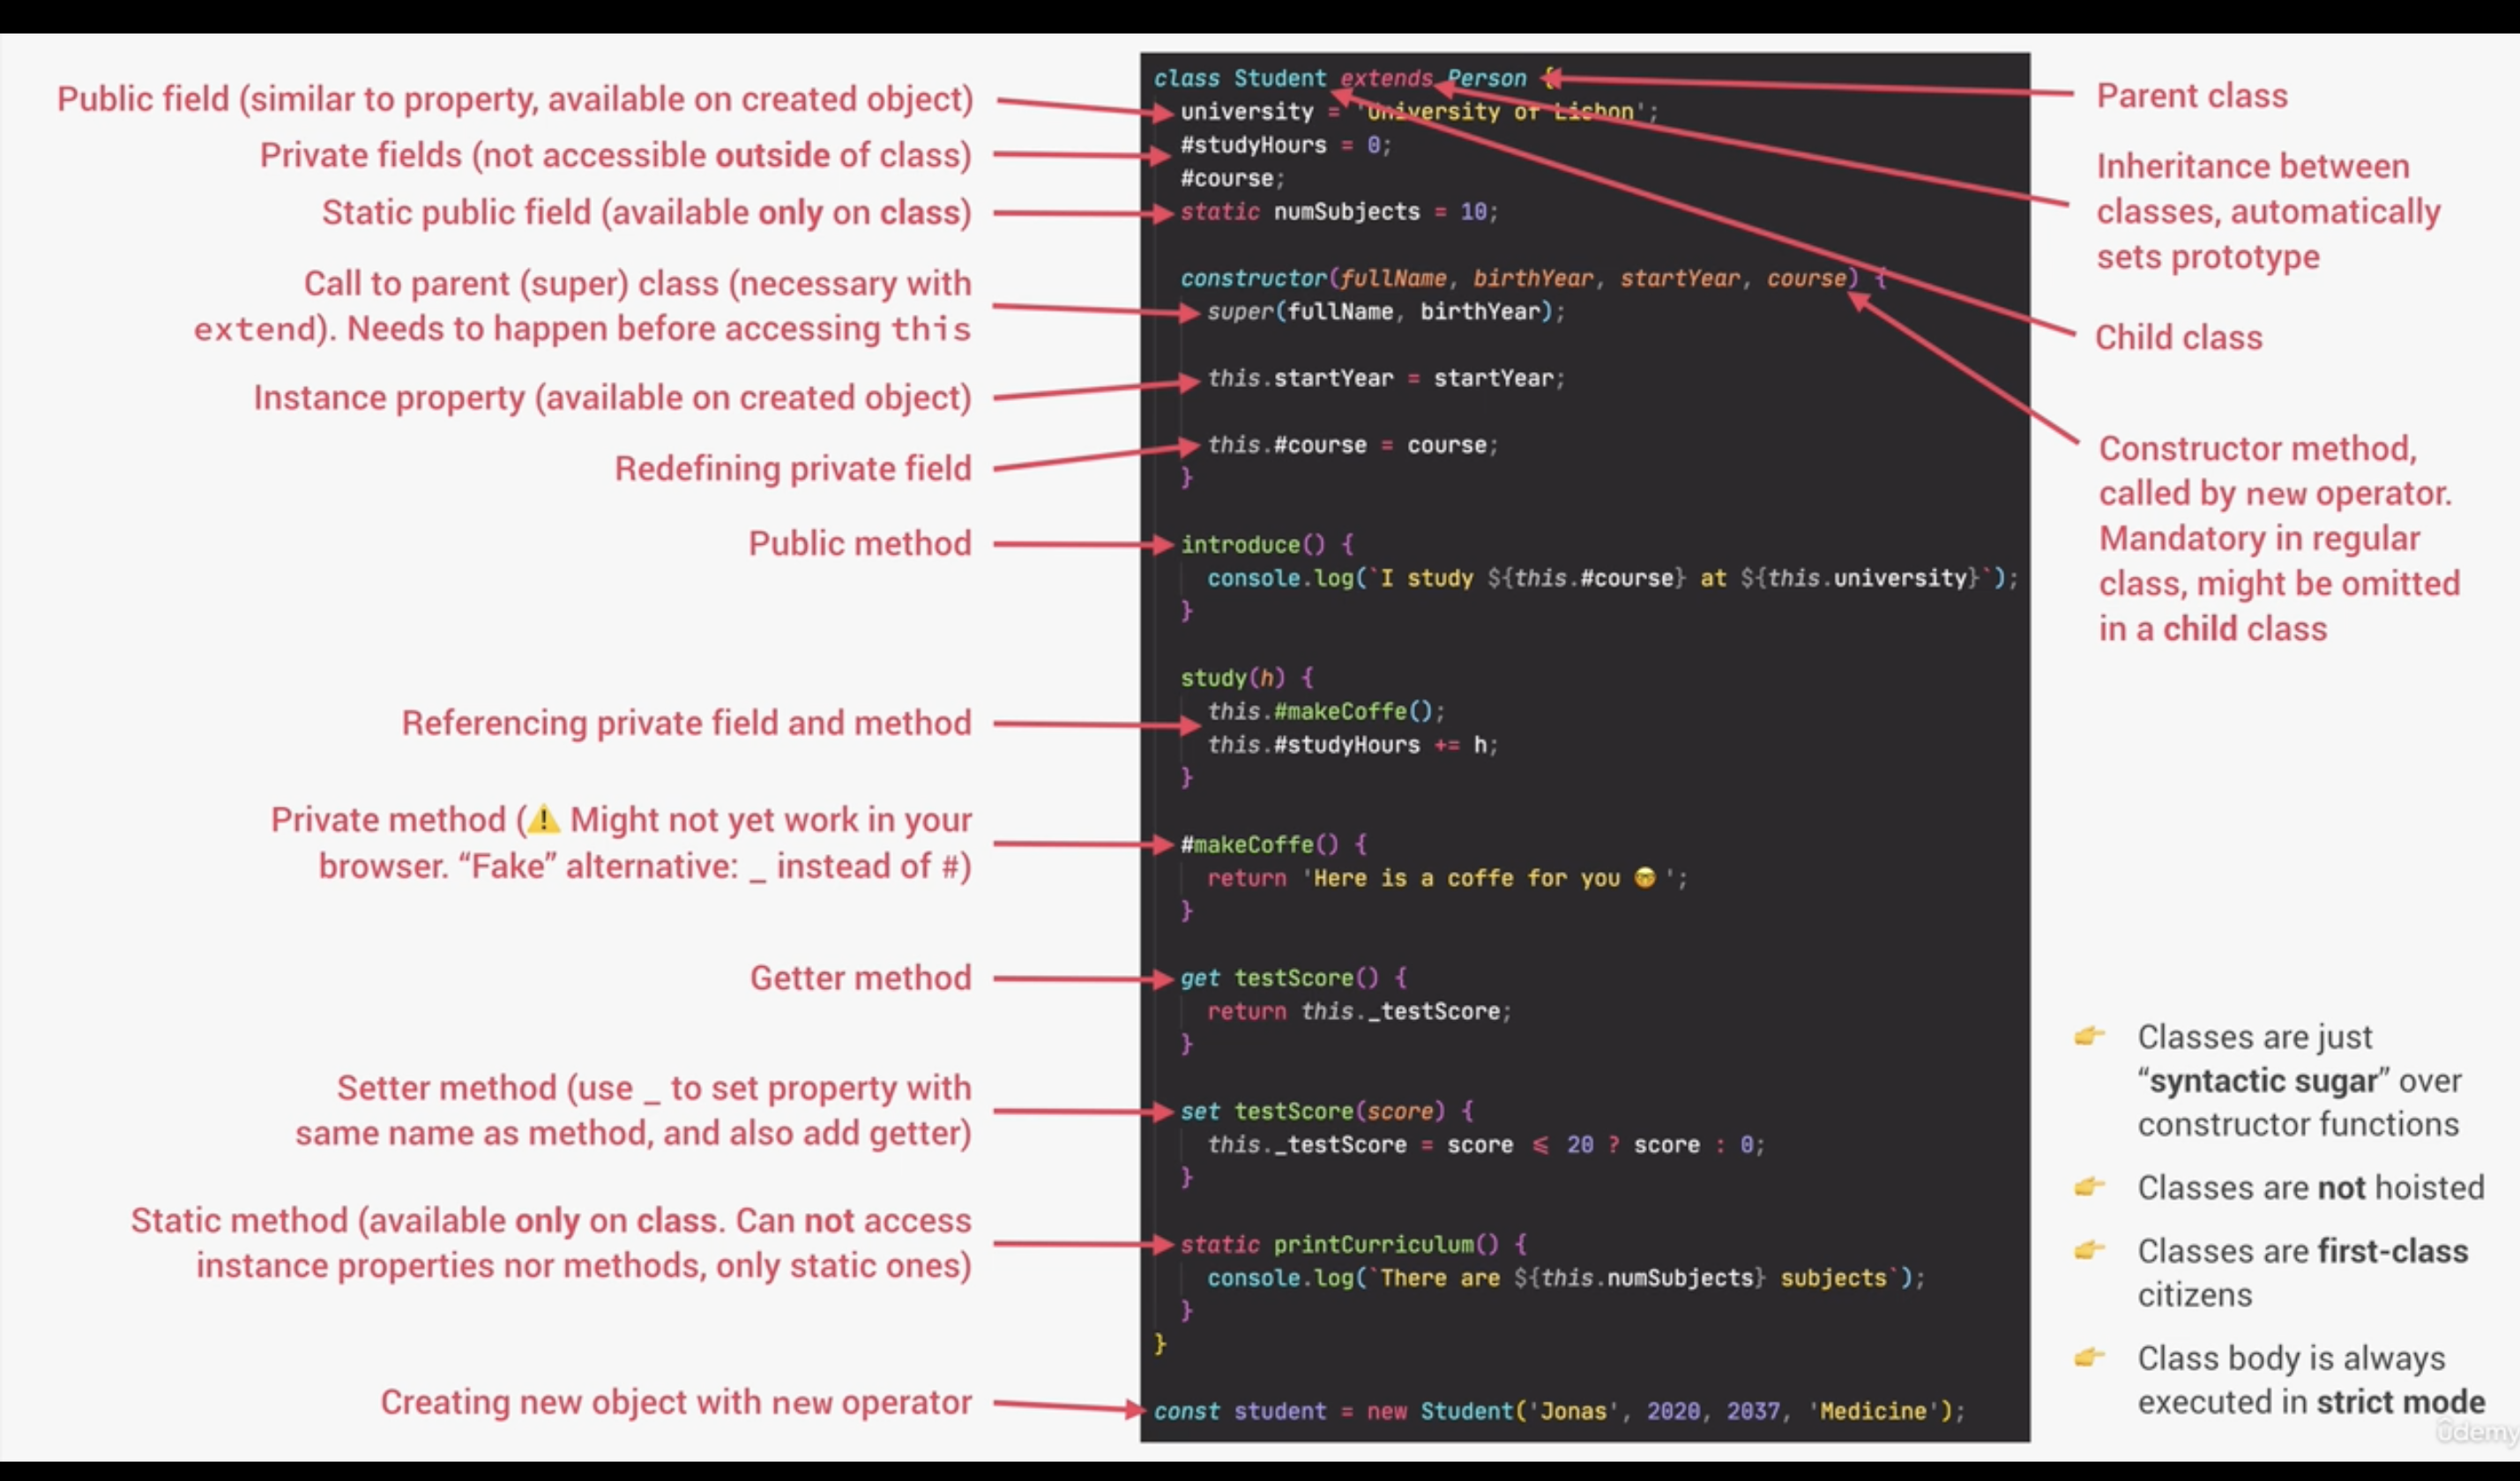 Public field (similar to property, available on created object)
Private fields (not accessible outside of class)
Static public field (available only on class)
Call to parent (super) class (necessary with
extend). Needs to happen before accessing this
Instance property (available on created object)
Redefining private field
Public method
Referencing private field and method
Private method (⚠️ Might not yet work in your
browser. “Fake” alternative: _ instead of #)
Getter method
Setter method (use _ to set property with
same name as method, and also add getter)
Static method (available only on class. Can not access
instance properties nor methods, only static ones)
Creating new object with new operator
class Student extends Person {
university = 'University of Lisbon';
#studyHours = 0;
#course;
static numSubjects = 10;
constructor(fullName, birthYear, startYear, course) {
super(fullName, birthYear);
this.startYear = startYear;
this.#course = course;
}
introduce() {
console.log(`I study ${this.#course} at ${this.university}`);
}
study(h) {
this.#makeCoffe();
this.#studyHours += h;
}
#makeCoffe() {
return 'Here is a coffe for you 🤓 ';
}
get testScore() {
return this._testScore;
}
set testScore(score) {
this._testScore = score ⩽ 20 ? score : 0;
}
static printCurriculum() {
console.log(`There are ${this.numSubjects} subjects`);
}
}
const student = new Student('Jonas', 2020, 2037, 'Medicine');
Parent class
Inheritance between
classes, automatically
sets prototype
Child class
Constructor method,
called by new operator.
Mandatory in regular
class, might be omitted
in a child class
👉 Classes are just
“syntactic sugar” over
constructor functions
👉 Classes are not hoisted
👉 Classes are first-class
citizens
👉 Class body is always
executed in strict mode
ûdemy